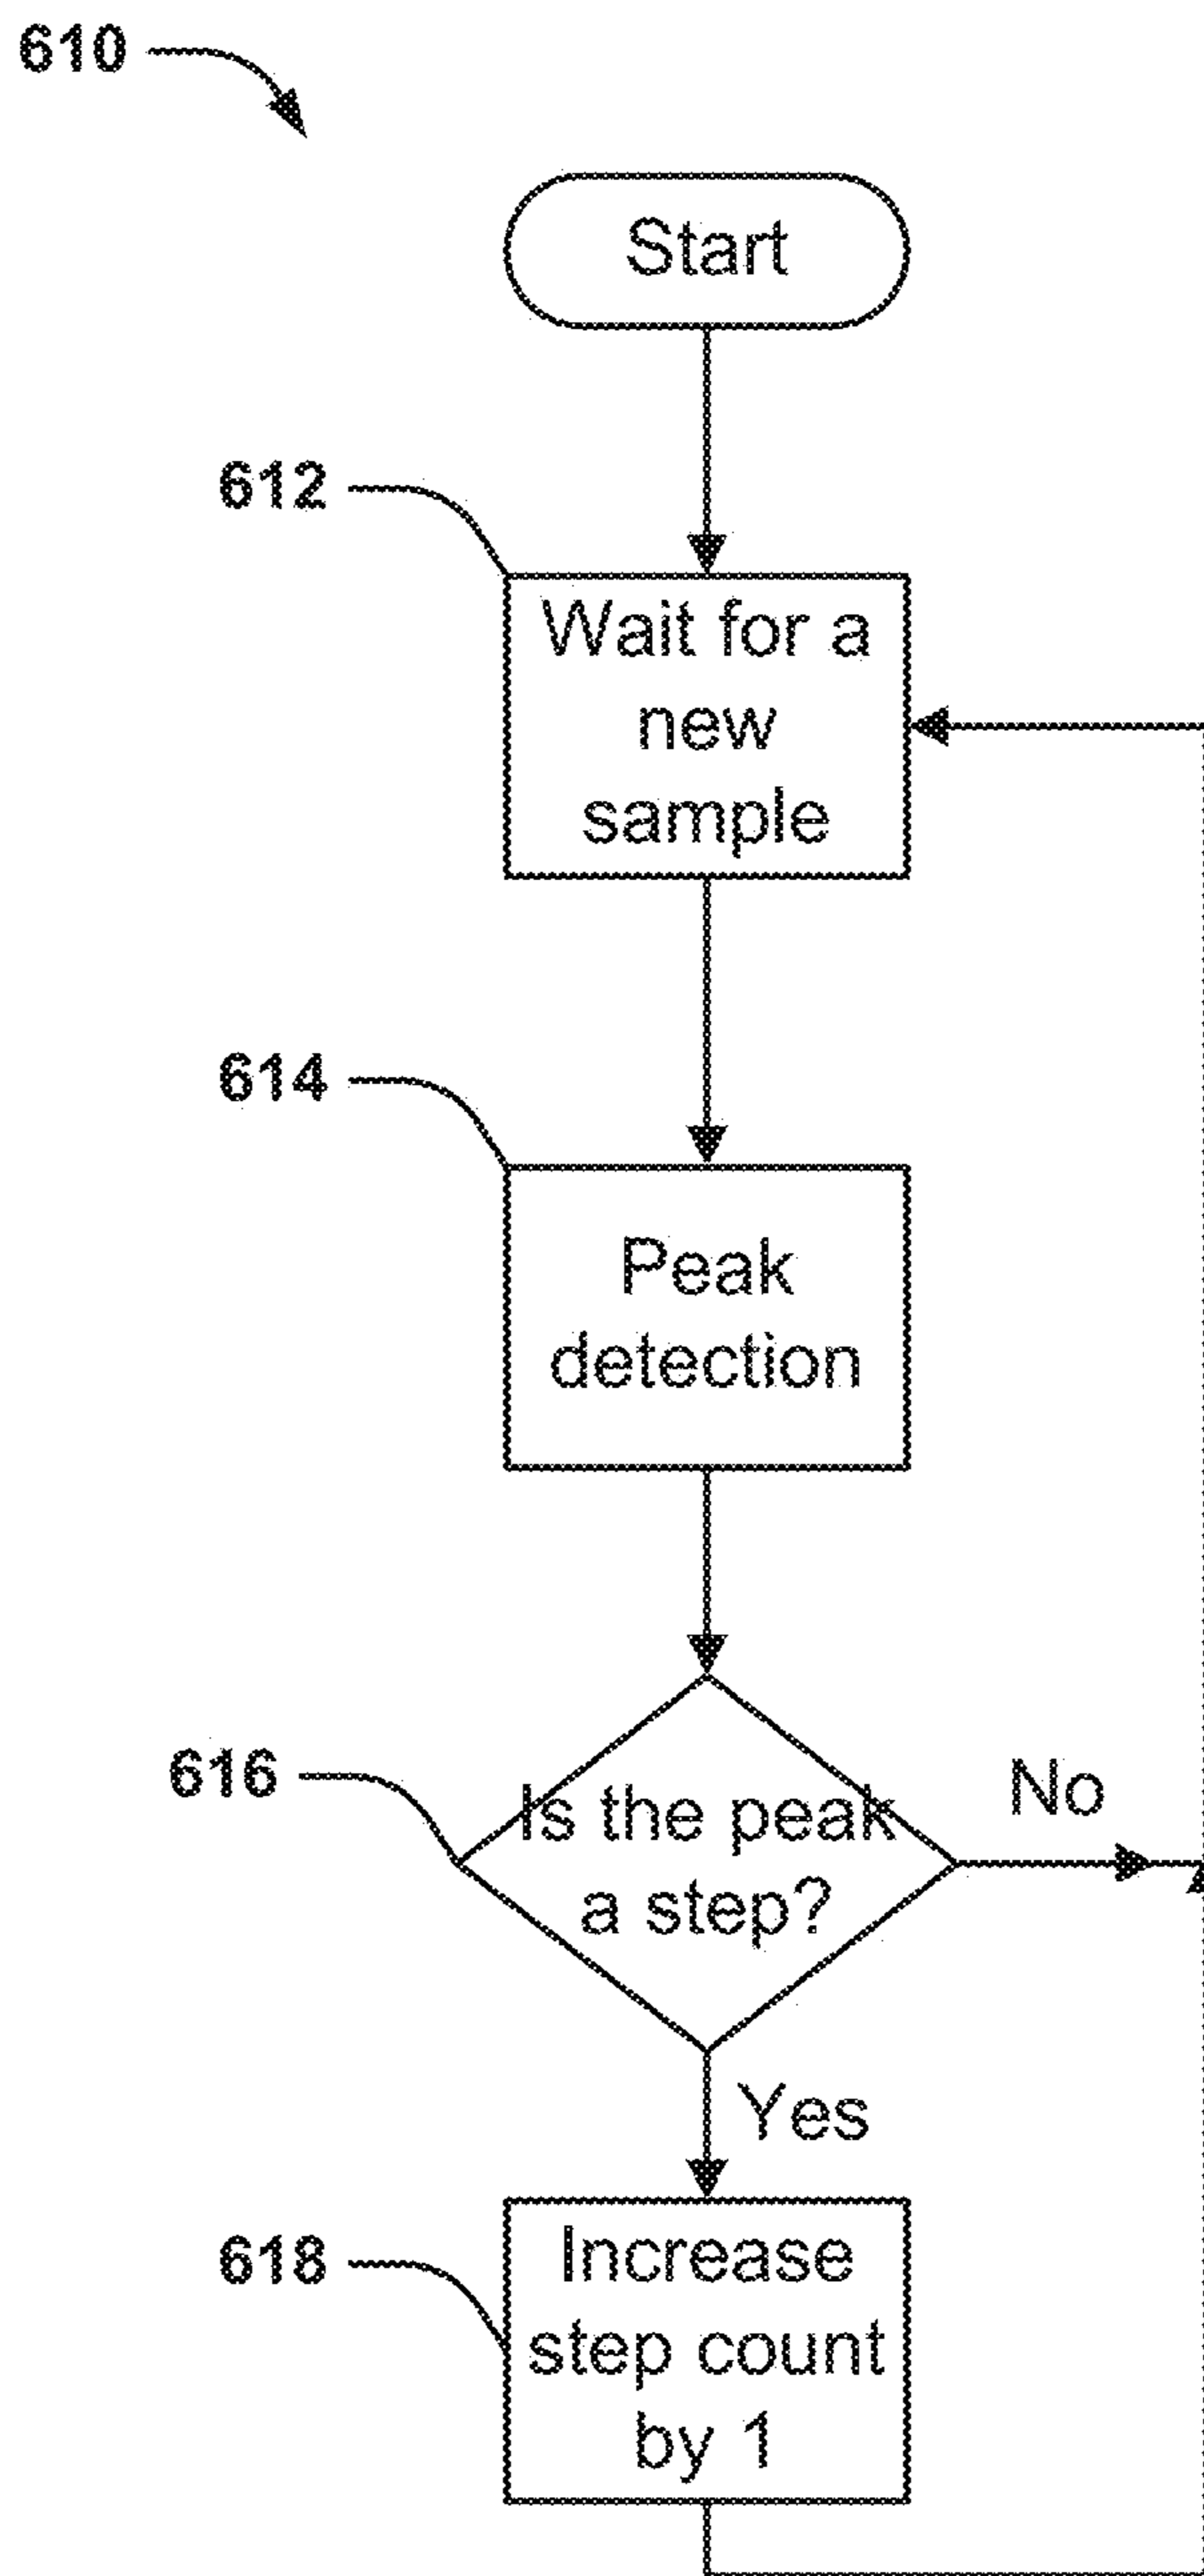 610
Start
612
Wait for a
new
sample
614
Peak
detection
616
Is the peak
a step?
No
Yes
618
Increase
step count
by 1